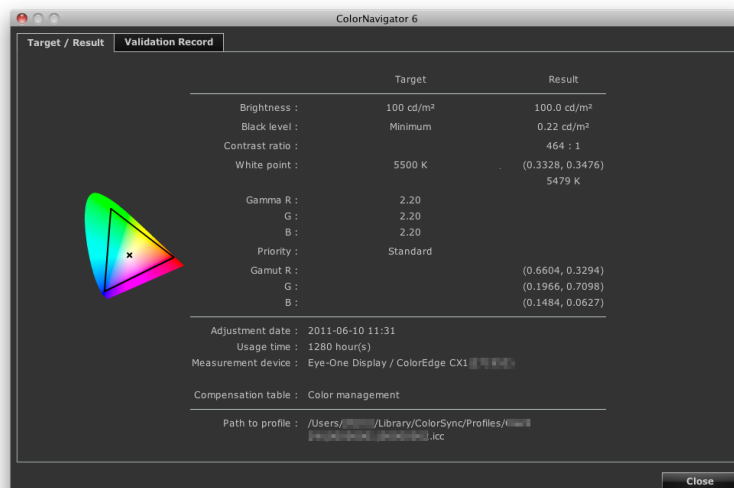 ColorNavigator 6
Target / Result Validation Record
Target Result
Brightness : 100 cd/m² 100.0 cd/m²
Black level : Minimum 0.22 cd/m²
Contrast ratio : 464 : 1
White point : 5500 K (0.3328, 0.3476)
5479 K
Gamma R : 2.20
G : 2.20
B : 2.20
Priority : Standard
Gamut R : (0.6604, 0.3294)
G : (0.1966, 0.7098)
B : (0.1484, 0.0627)
Adjustment date : 2011-06-10 11:31
Usage time : 1280 hour(s)
Measurement device : Eye-One Display / ColorEdge CX1
Compensation table : Color management
Path to profile : /Users/ /Library/ColorSync/Profiles/
.icc
Close